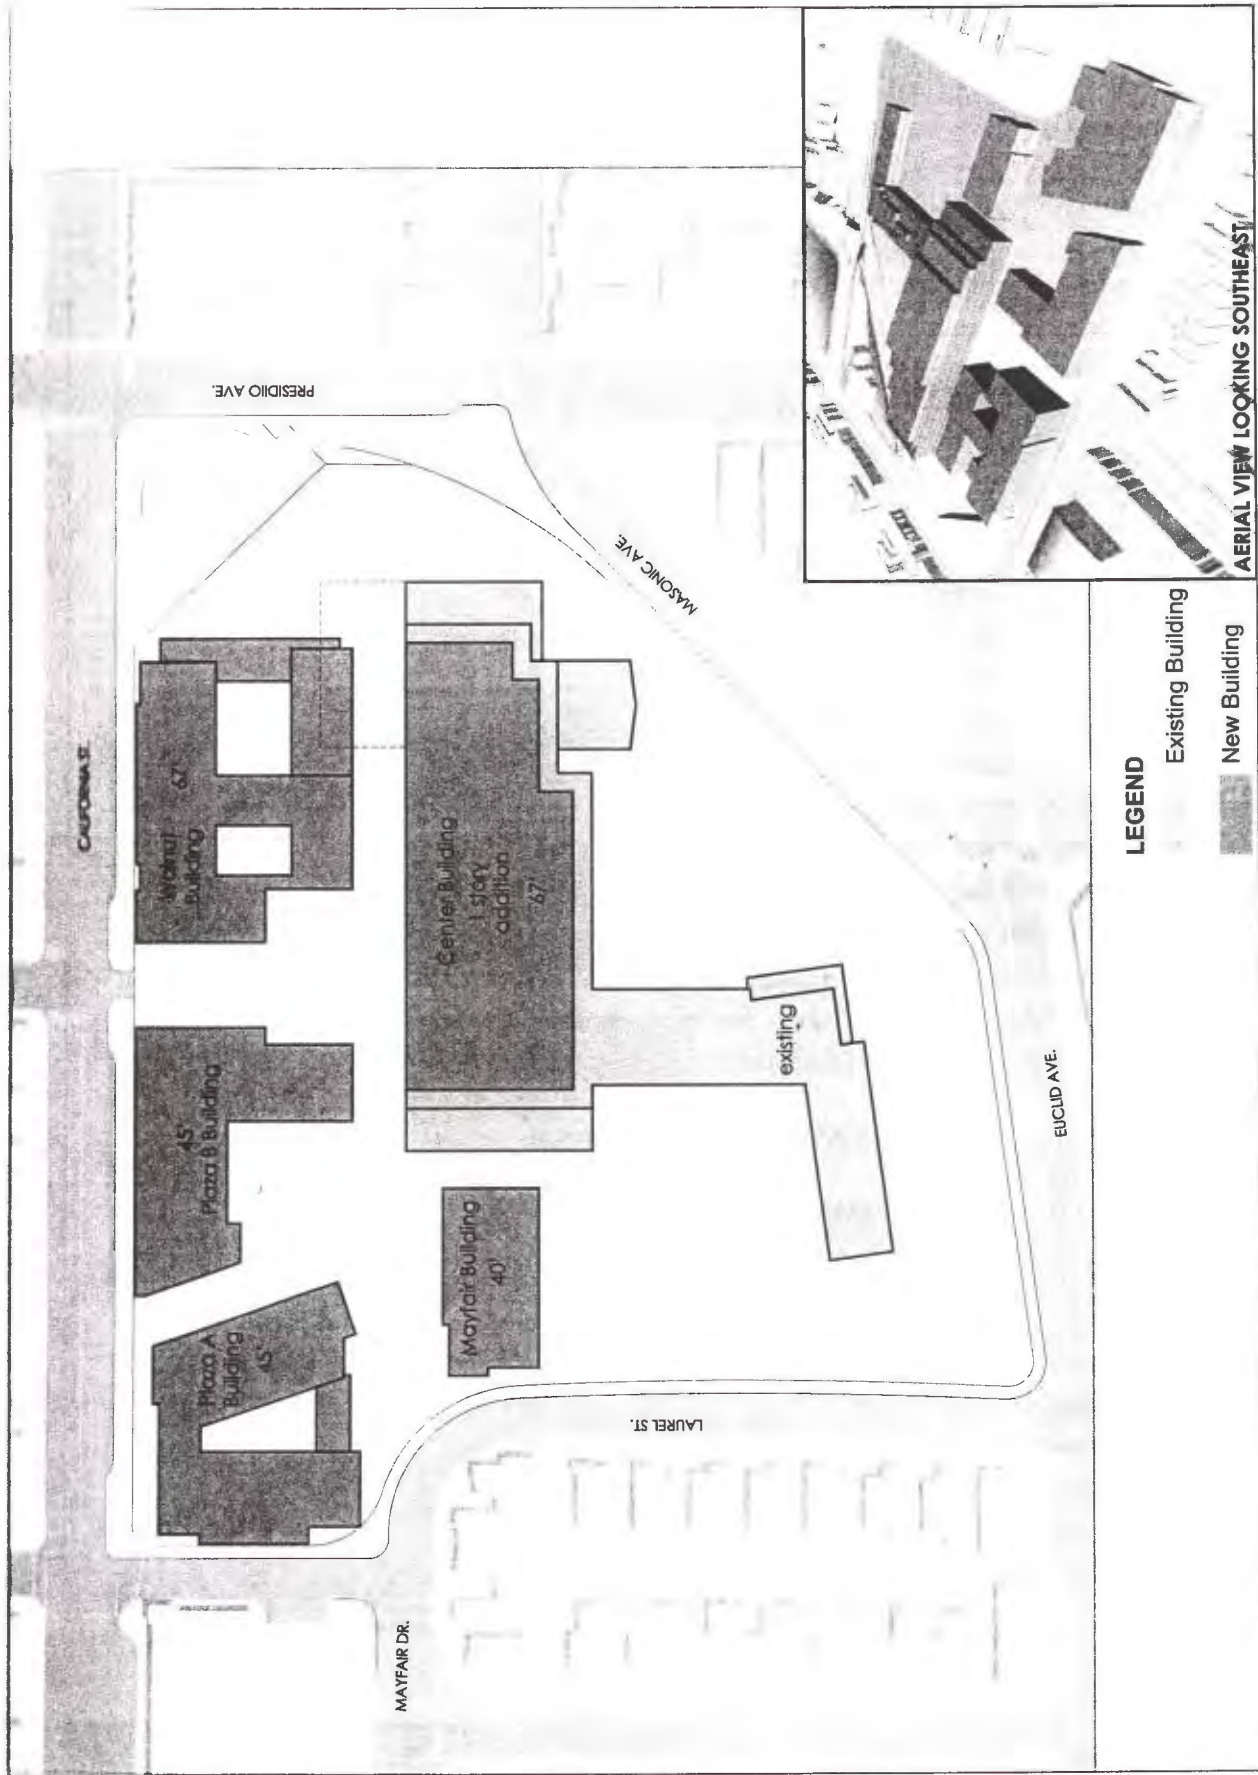 CALIFORNIA ST.
PRESIDIIO AVE.
MASONIC AVE.
EUCLID AVE.
LAUREL ST.
MAYFAIR DR.
Plaza A
Building
45'
45'
Plaza B Building
Walnut
Building
67'
Center Building
1 story
addition
67'
Mayfair Building
40'
existing
LEGEND
Existing Building
New Building
AERIAL VIEW LOOKING SOUTHEAST